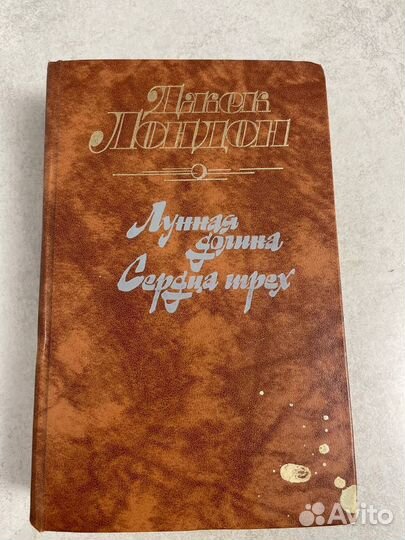 Джек
Лондон
Лунная
долина
Сердца трех
Avito